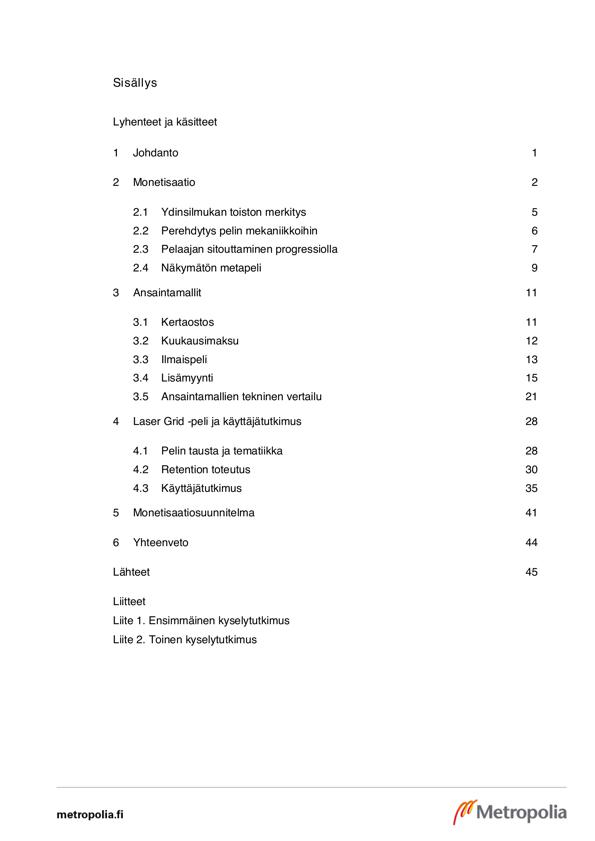 Sisällys
Lyhenteet ja käsitteet
1 Johdanto 1
2 Monetisaatio 2
2.1 Ydinsilmukan toiston merkitys 5
2.2 Perehdytys pelin mekaniikkoihin 6
2.3 Pelaajan sitouttaminen progressiolla 7
2.4 Näkymätön metapeli 9
3 Ansaintamallit 11
3.1 Kertaostos 11
3.2 Kuukausimaksu 12
3.3 Ilmaispeli 13
3.4 Lisämyynti 15
3.5 Ansaintamallien tekninen vertailu 21
4 Laser Grid -peli ja käyttäjätutkimus 28
4.1 Pelin tausta ja tematiikka 28
4.2 Retention toteutus 30
4.3 Käyttäjätutkimus 35
5 Monetisaatiosuunnitelma 41
6 Yhteenveto 44
Lähteet 45
Liitteet
Liite 1. Ensimmäinen kyselytutkimus
Liite 2. Toinen kyselytutkimus
metropolia.fi
Metropolia